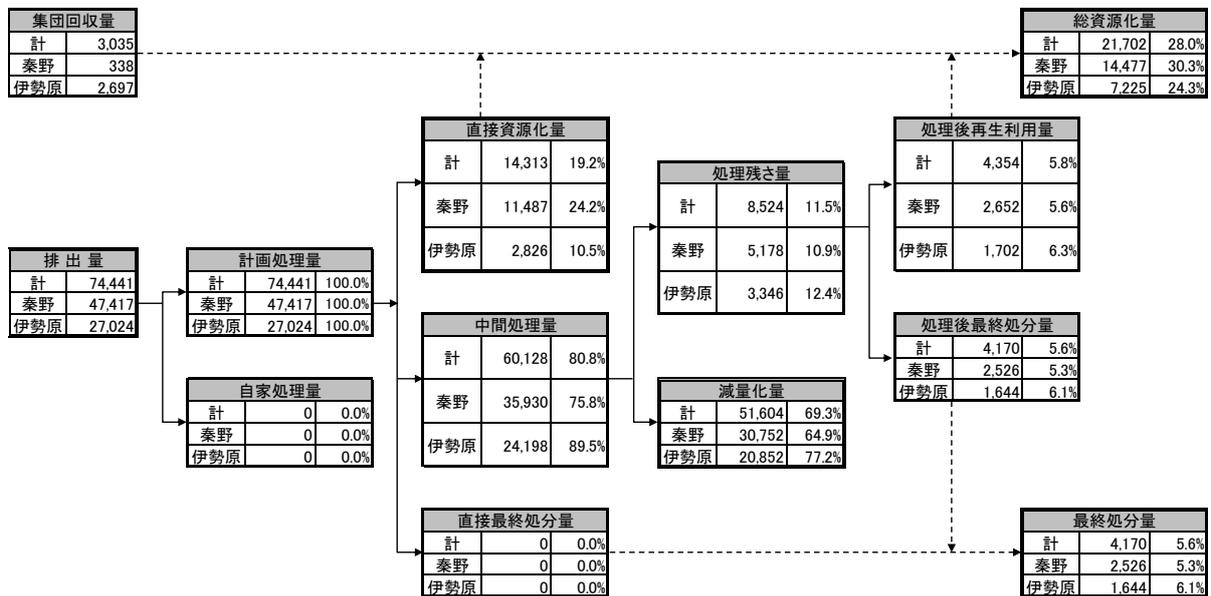 集団回収量
計 3,035
秦野 338
伊勢原 2,697
総資源化量
計 21,702 28.0%
秦野 14,477 30.3%
伊勢原 7,225 24.3%
直接資源化量
計 14,313 19.2%
秦野 11,487 24.2%
伊勢原 2,826 10.5%
処理後再生利用量
計 4,354 5.8%
秦野 2,652 5.6%
伊勢原 1,702 6.3%
処理残さ量
計 8,524 11.5%
秦野 5,178 10.9%
伊勢原 3,346 12.4%
排 出 量
計 74,441
秦野 47,417
伊勢原 27,024
計画処理量
計 74,441 100.0%
秦野 47,417 100.0%
伊勢原 27,024 100.0%
中間処理量
計 60,128 80.8%
秦野 35,930 75.8%
伊勢原 24,198 89.5%
処理後最終処分量
計 4,170 5.6%
秦野 2,526 5.3%
伊勢原 1,644 6.1%
自家処理量
計 0 0.0%
秦野 0 0.0%
伊勢原 0 0.0%
減量化量
計 51,604 69.3%
秦野 30,752 64.9%
伊勢原 20,852 77.2%
直接最終処分量
計 0 0.0%
秦野 0 0.0%
伊勢原 0 0.0%
最終処分量
計 4,170 5.6%
秦野 2,526 5.3%
伊勢原 1,644 6.1%